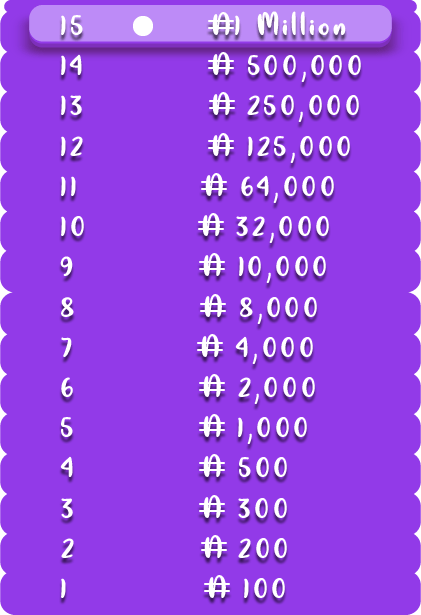 15 ₳1 Million
14 ₳ 500,000
13 ₳ 250,000
12 ₳ 125,000
11 ₳ 64,000
10 ₳ 32,000
9 ₳ 10,000
8 ₳ 8,000
7 ₳ 4,000
6 ₳ 2,000
5 ₳ 1,000
4 ₳ 500
3 ₳ 300
2 ₳ 200
1 ₳ 100